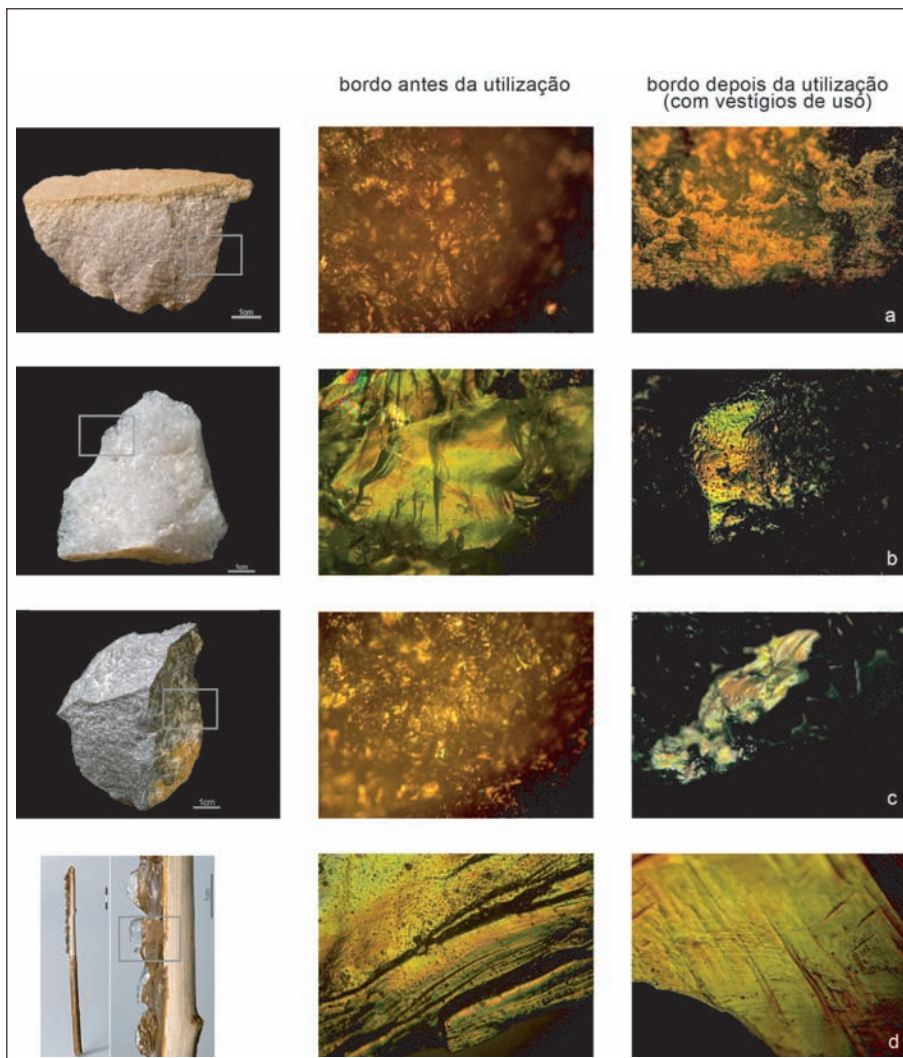 bordo antes da utilização
bordo depois da utilização
(com vestígios de uso)
1cm
a
1cm
b
1cm
c
d